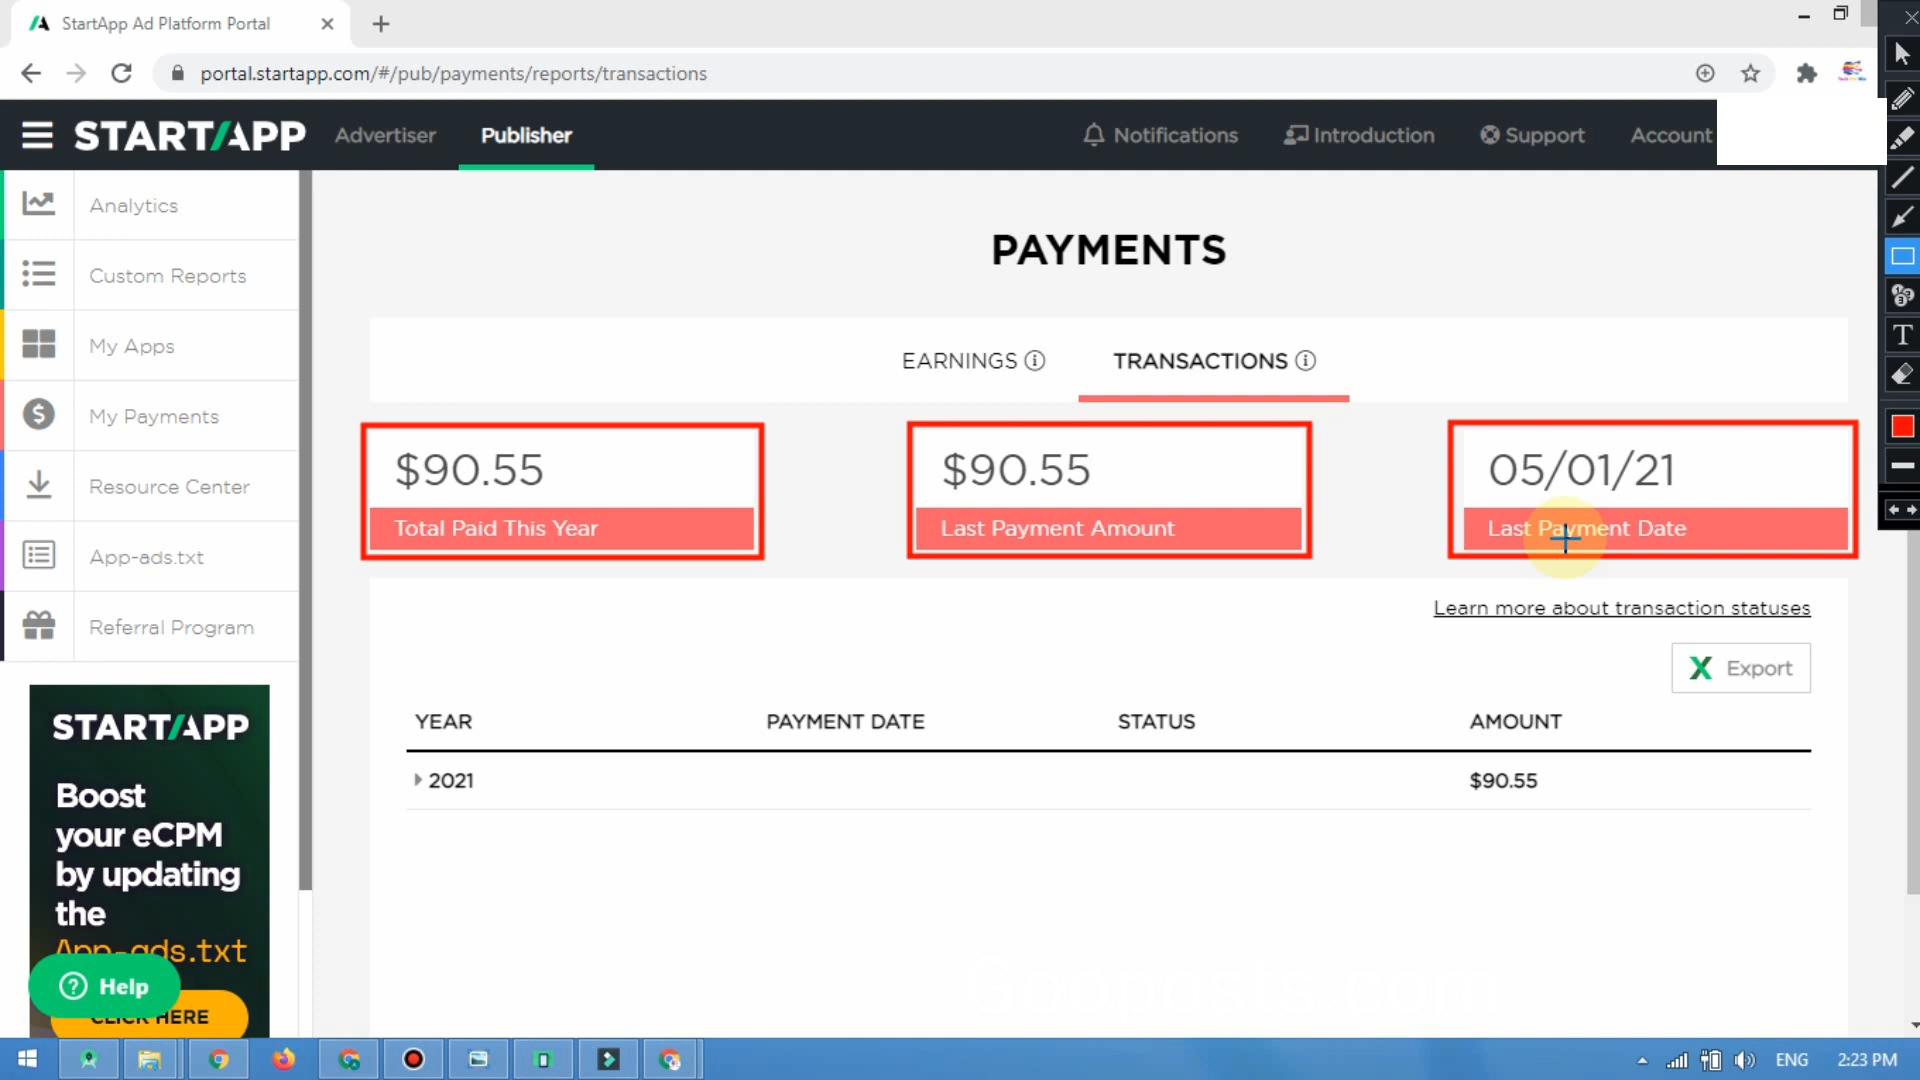 StartApp Ad Platform Portal
portal.startapp.com/#/pub/payments/reports/transactions
STARTAPP Advertiser Publisher Notifications Introduction Support Account
Analytics
Custom Reports
My Apps
My Payments
Resource Center
App-ads.txt
Referral Program
STARTAPP
Boost
your eCPM
by updating
the
App-ads.txt
CLICK HERE
Help
PAYMENTS
EARNINGS TRANSACTIONS
$90.55
Total Paid This Year
$90.55
Last Payment Amount
05/01/21
Last Payment Date
Learn more about transaction statuses
Export
YEAR PAYMENT DATE STATUS AMOUNT
2021 $90.55
ENG 2:23 PM